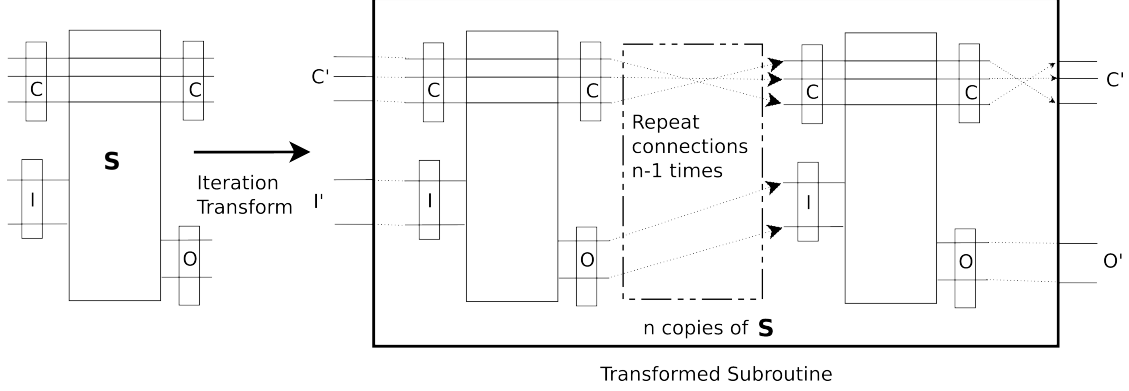 C
C
S
I
O
Iteration
Transform
C'
I'
C
C
Repeat
connections
n-1 times
I
O
C
C
I
O
C'
O'
n copies of S
Transformed Subroutine